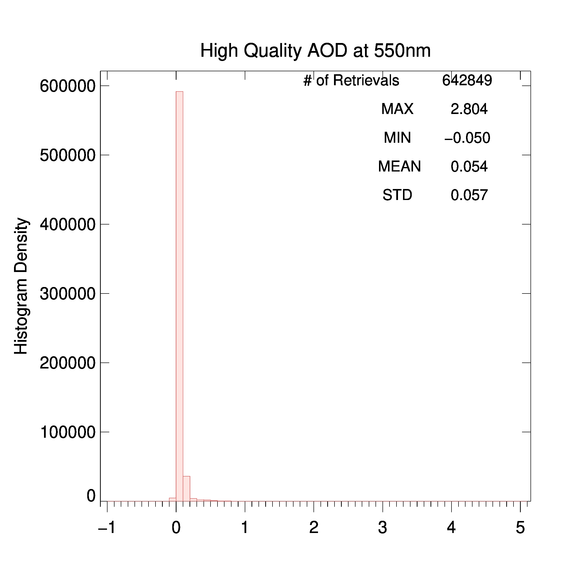 High Quality AOD at 550nm
# of Retrievals 642849
MAX 2.804
MIN −0.050
MEAN 0.054
STD 0.057
Histogram Density
600000
500000
400000
300000
200000
100000
0
−1 0 1 2 3 4 5